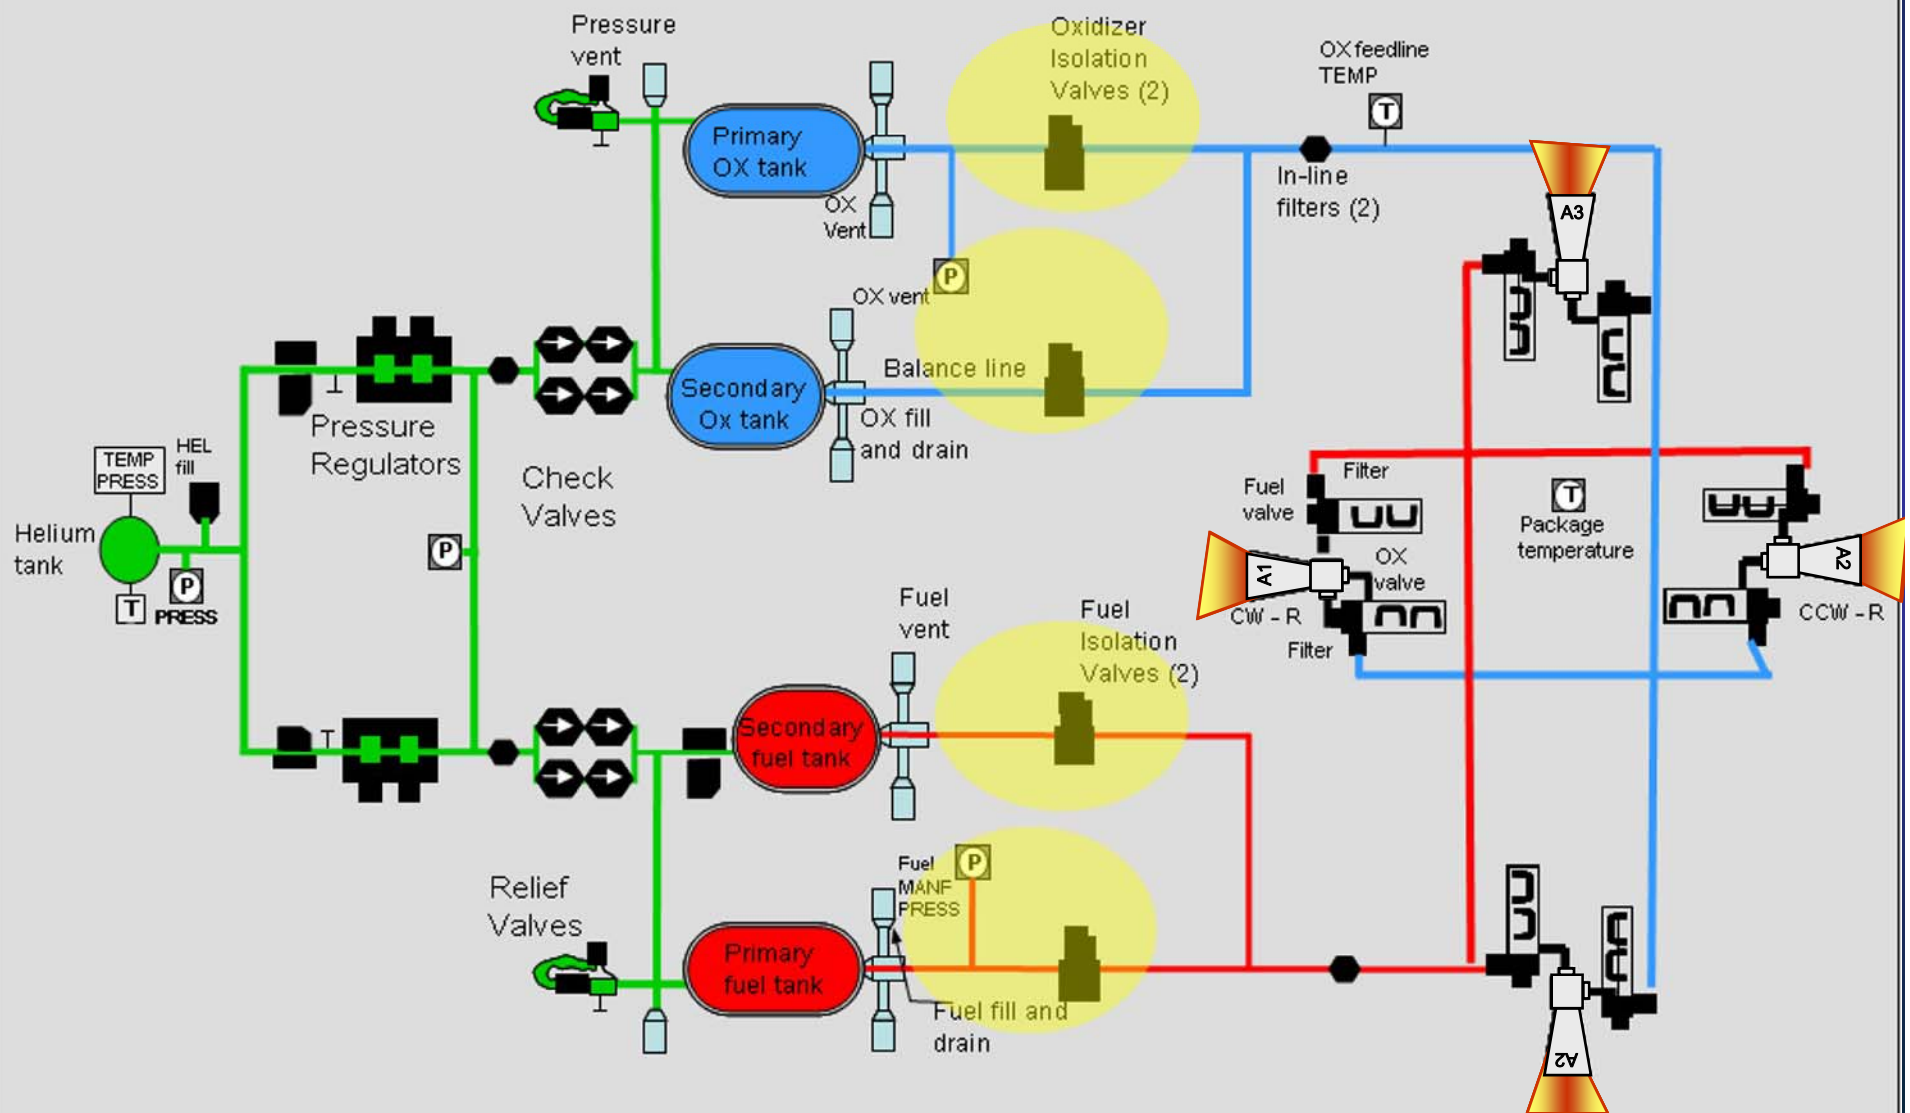 Pressure
vent
Oxidizer
Isolation
Valves (2)
OX feedline
TEMP
T
Primary
OX tank
OX
Vent
In-line
filters (2)
A3
P
OX vent
Balance line
Secondary
Ox tank
OX fill
and drain
Pressure
Regulators
TEMP
PRESS
HEL
fill
Check
Valves
Helium
tank
P
T
P
PRESS
Filter
Fuel
valve
T
Package
temperature
A1
OX
valve
A2
CW - R
CCW - R
Filter
Fuel
vent
Fuel
Isolation
Valves (2)
Secondary
fuel tank
Fuel
MANF
PRESS
P
Relief
Valves
Primary
fuel tank
Fuel fill and
drain
A2